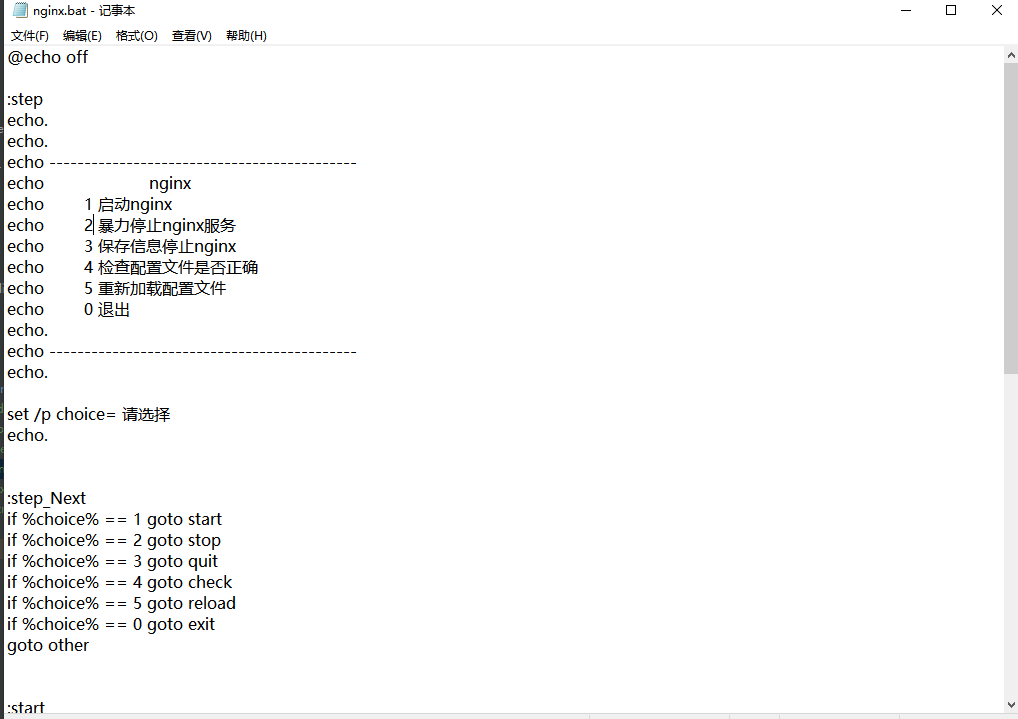 nginx.bat - 记事本
文件(F) 编辑(E) 格式(O) 查看(V) 帮助(H)
@echo off
:step
echo.
echo.
echo --------------------------------------------
echo nginx
echo 1 启动nginx
echo 2 暴力停止nginx服务
echo 3 保存信息停止nginx
echo 4 检查配置文件是否正确
echo 5 重新加载配置文件
echo 0 退出
echo.
echo --------------------------------------------
echo.
set /p choice= 请选择
echo.
:step_Next
if %choice% == 1 goto start
if %choice% == 2 goto stop
if %choice% == 3 goto quit
if %choice% == 4 goto check
if %choice% == 5 goto reload
if %choice% == 0 goto exit
goto other
:start